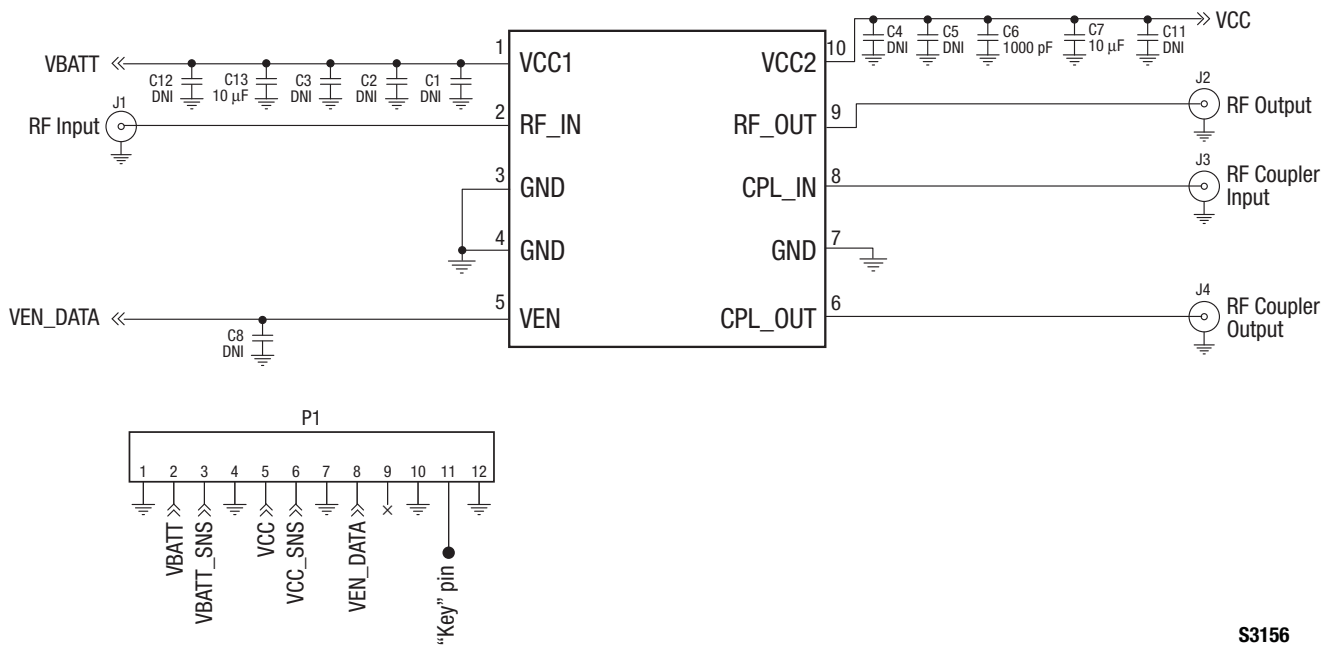 VBATT
C12
DNI
C13
10 µF
C3
DNI
C2
DNI
C1
DNI
1
VCC1
VCC2
10
C4
DNI
C5
DNI
C6
1000 pF
C7
10 µF
C11
DNI
VCC
J1
RF Input
2
RF_IN
RF_OUT
9
J2
RF Output
3
GND
CPL_IN
8
J3
RF Coupler
Input
4
GND
GND
7
VEN_DATA
C8
DNI
5
VEN
CPL_OUT
6
J4
RF Coupler
Output
P1
1 2 3 4 5 6 7 8 9 10 11 12
VBATT
VBATT_SNS
VCC
VCC_SNS
VEN_DATA
“Key” pin
S3156